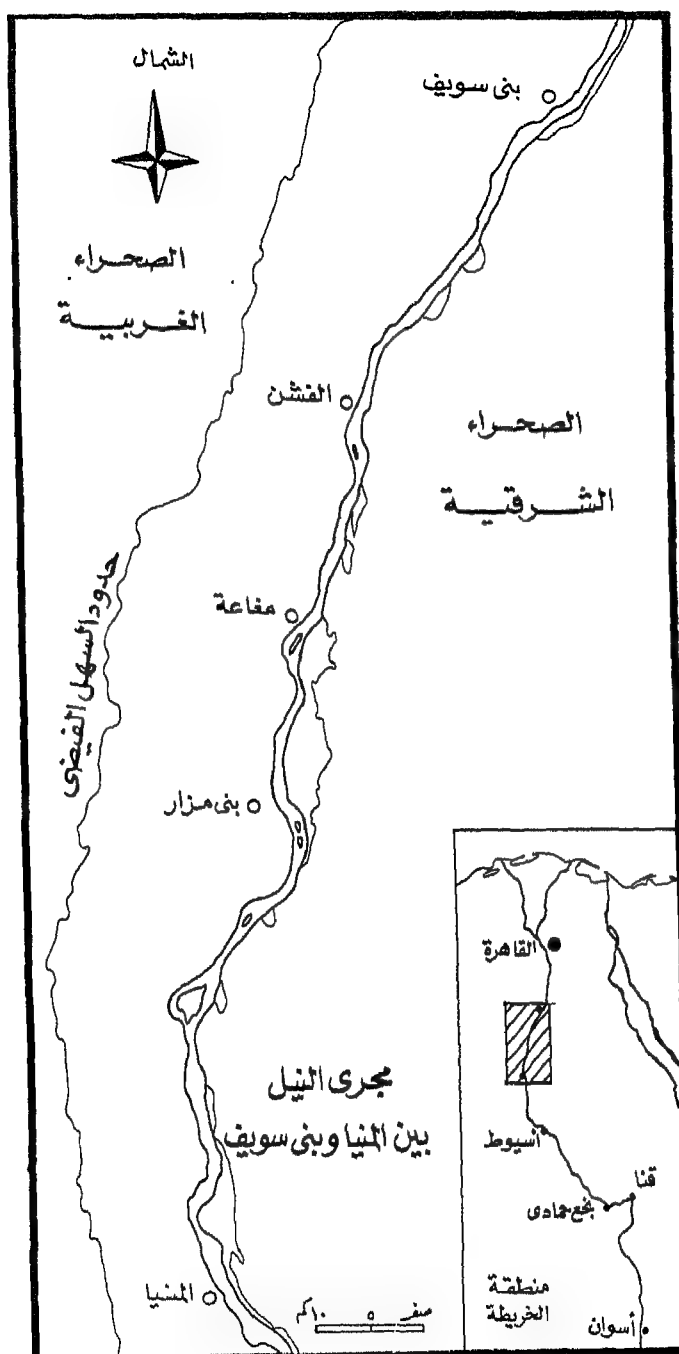 الشمال
بنى سويف
الصحراء
الغربية
الفشن
الصحراء
الشرقية
حدود السهل الفيضى
مغاغة
بنى مزار
القاهرة
مجرى النيل
بين المنيا وبنى سويف
أسيوط
قنا
نجع حمادى
المنيا
صفر ٥ ١٠كم
منطقة
الخريطة
أسوان